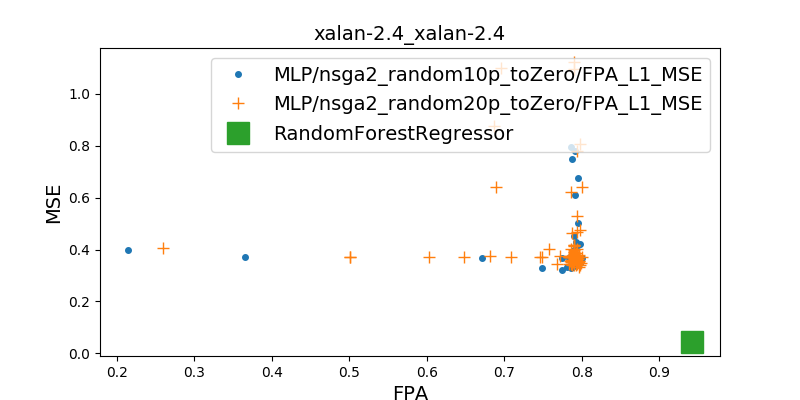 xalan-2.4_xalan-2.4
MLP/nsga2_random10p_toZero/FPA_L1_MSE
MLP/nsga2_random20p_toZero/FPA_L1_MSE
RandomForestRegressor
MSE
1.0
0.8
0.6
0.4
0.2
0.0
0.2 0.3 0.4 0.5 0.6 0.7 0.8 0.9
FPA